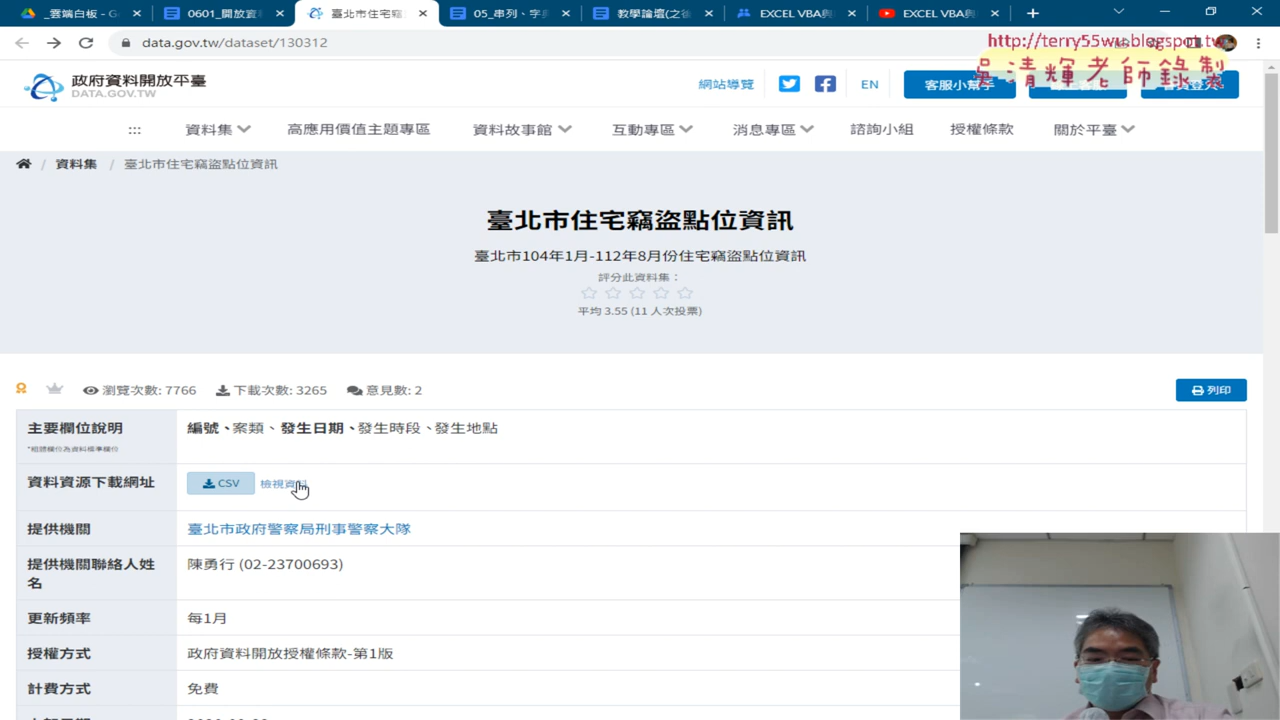 _雲端白板 - G
0601_開放資
臺北市住宅竊
05_串列、字
教學論壇(之後
EXCEL VBA與
EXCEL VBA與
data.gov.tw/dataset/130312
http://terry55wu.blogspot.tw
吳清輝老師錄製
政府資料開放平臺
DATA.GOV.TW
網站導覽
EN
客服小幫手
資料集
高應用價值主題專區
資料故事館
互動專區
消息專區
諮詢小組
授權條款
關於平臺
資料集 / 臺北市住宅竊盜點位資訊
臺北市住宅竊盜點位資訊
臺北市104年1月-112年8月份住宅竊盜點位資訊
評分此資料集：
平均 3.55 (11 人次投票)
瀏覽次數: 7766
下載次數: 3265
意見數: 2
列印
主要欄位說明
*粗體欄位為資料標準欄位
編號、案類、發生日期、發生時段、發生地點
資料資源下載網址
CSV
檢視資料
提供機關
臺北市政府警察局刑事警察大隊
提供機關聯絡人姓名
陳勇行 (02-23700693)
更新頻率
每1月
授權方式
政府資料開放授權條款-第1版
計費方式
免費